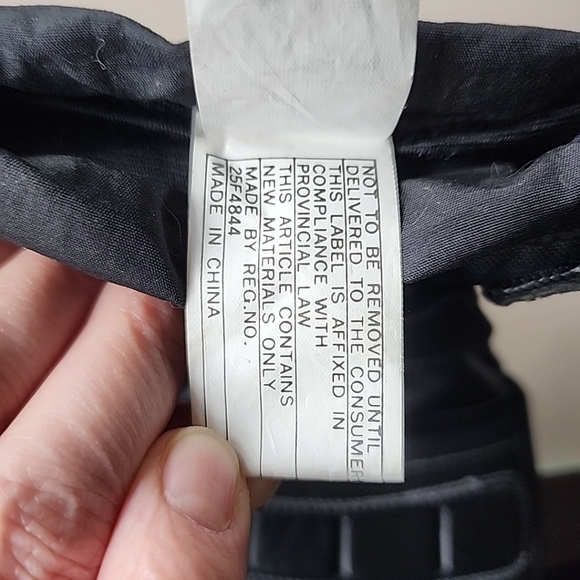 NOT TO BE REMOVED UNTIL
DELIVERED TO THE CONSUMER
THIS LABEL IS AFFIXED IN
COMPLIANCE WITH
PROVINCIAL LAW
THIS ARTICLE CONTAINS
NEW MATERIALS ONLY
MADE BY REG.NO.
25F4844
MADE IN CHINA